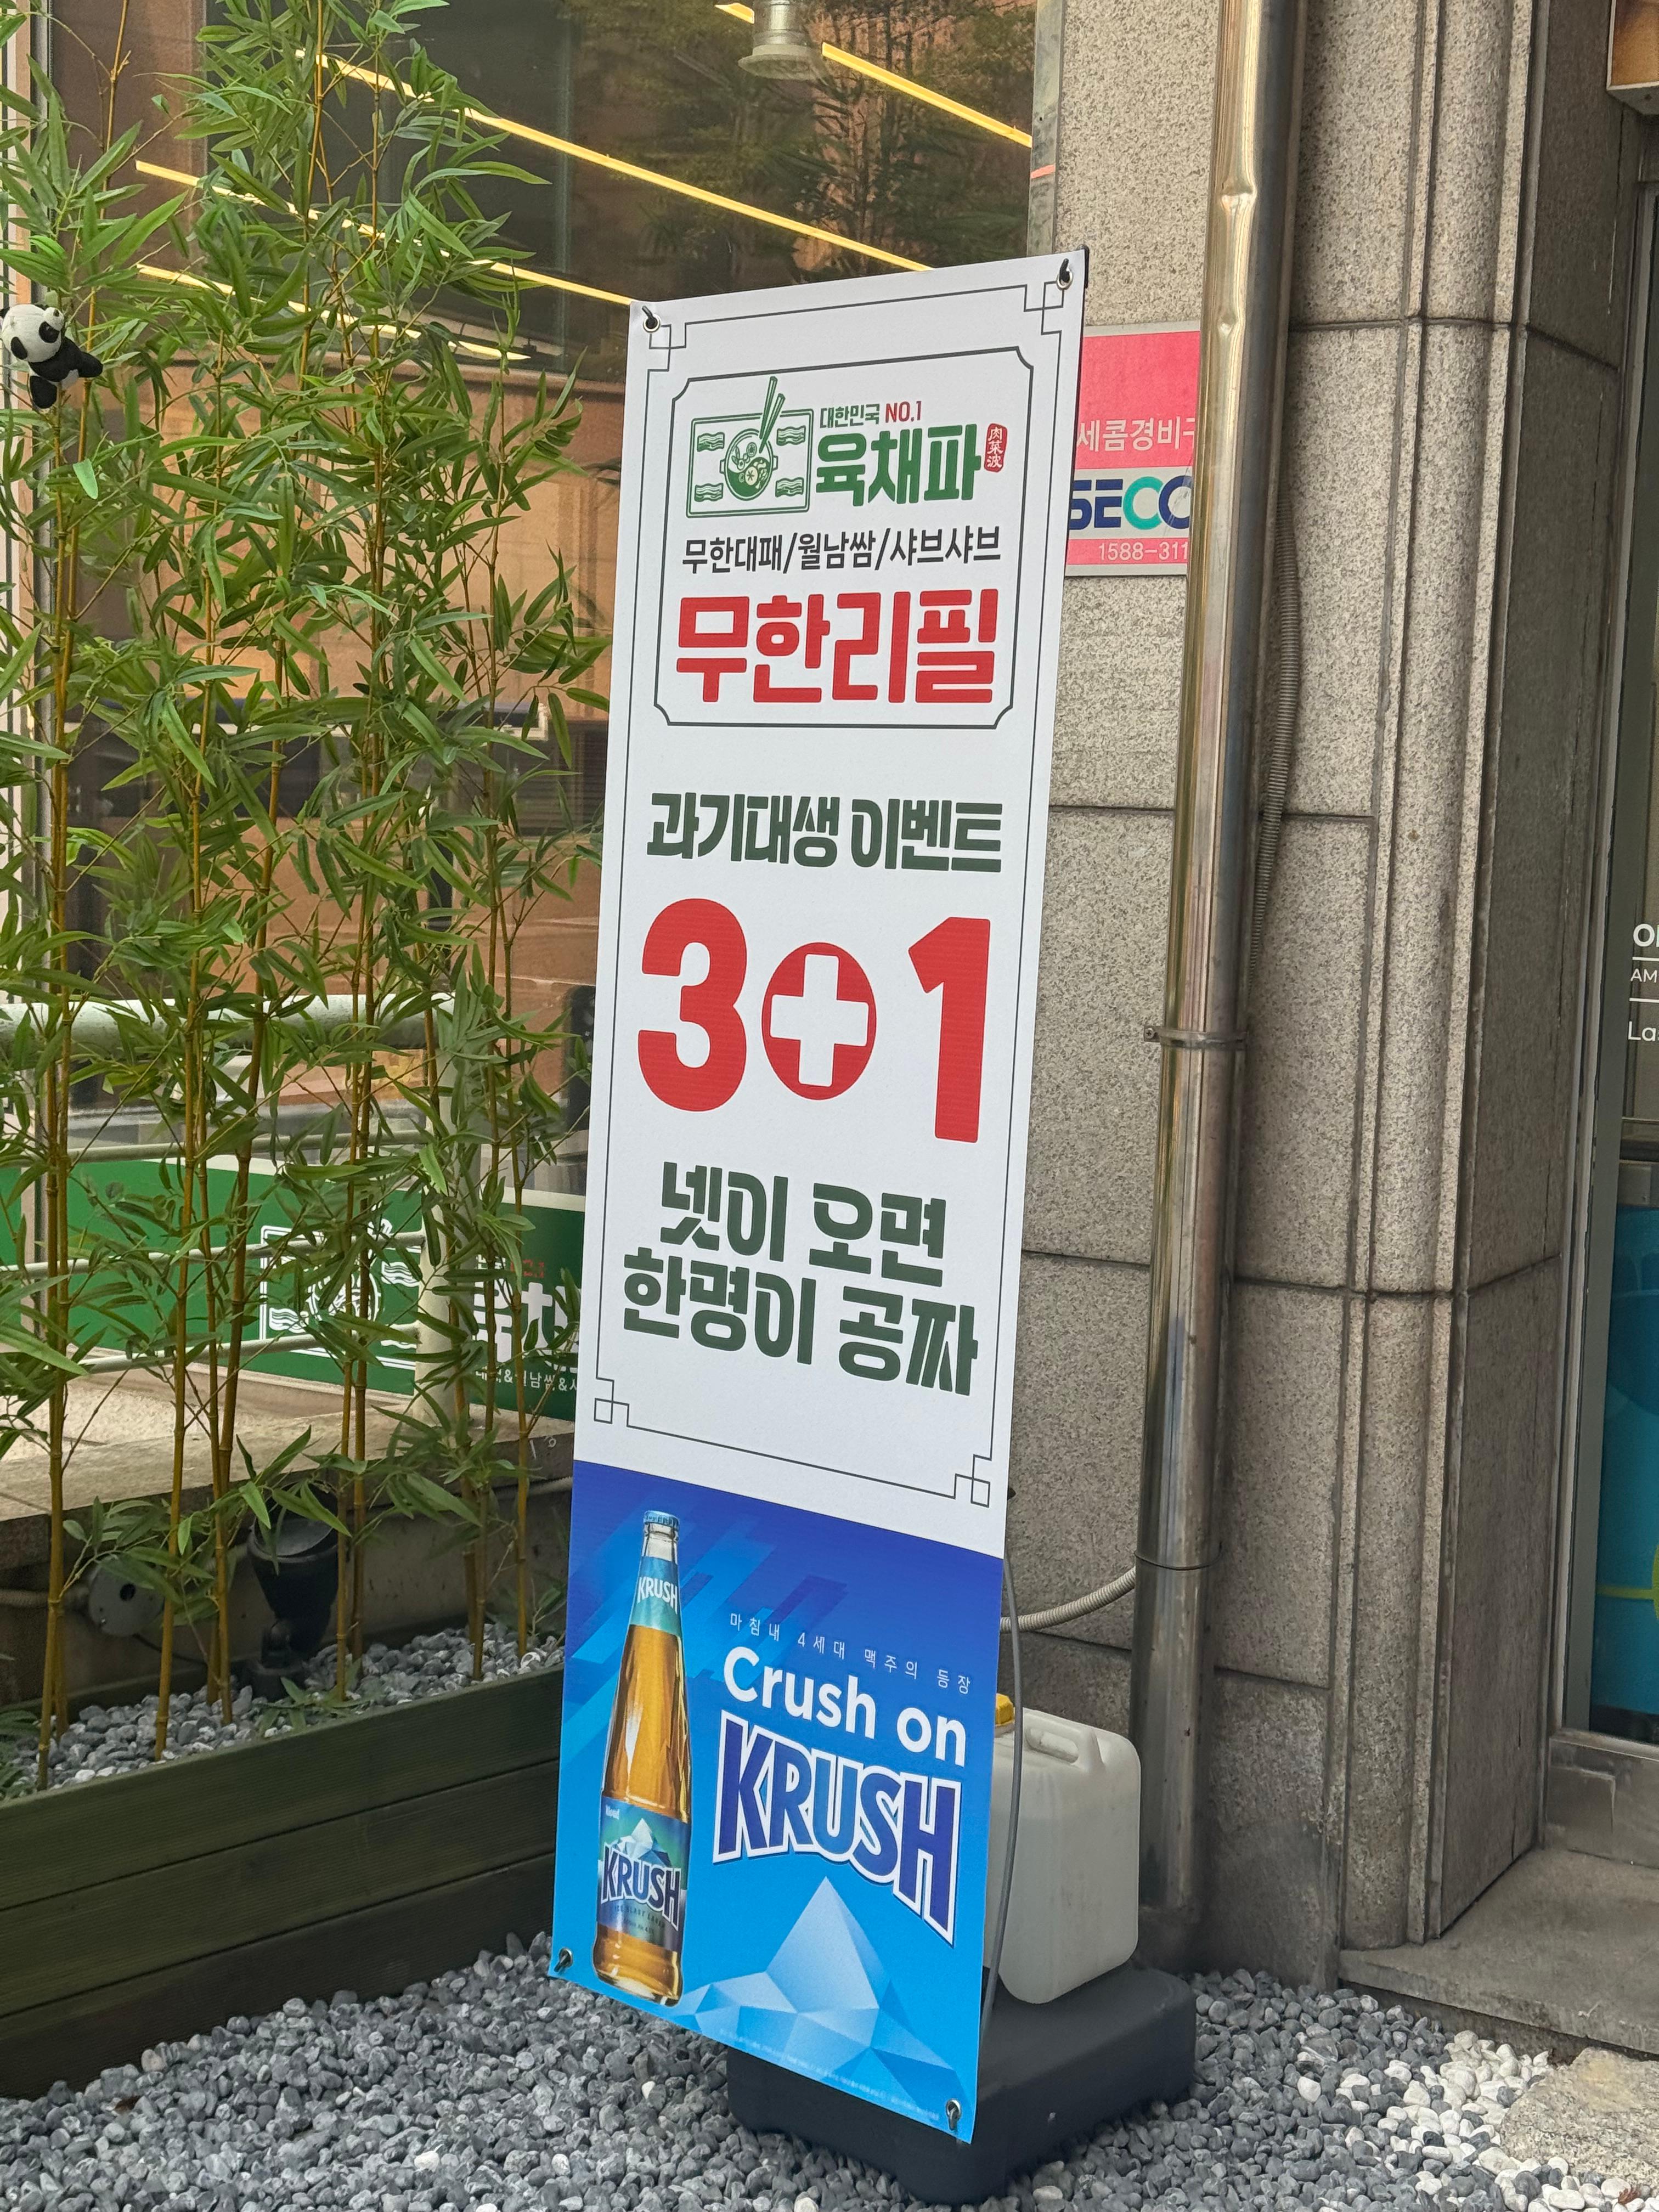 대한민국 NO.1
육채파
肉菜波
무한대패/월남쌈/샤브샤브
무한리필
과기대생 이벤트
3+1
넷이 오면
한명이 공짜
마침내 4세대 맥주의 등장
Crush on
KRUSH
KRUSH
KRUSH
세콤경비구
SECO
1588-311
AM
La